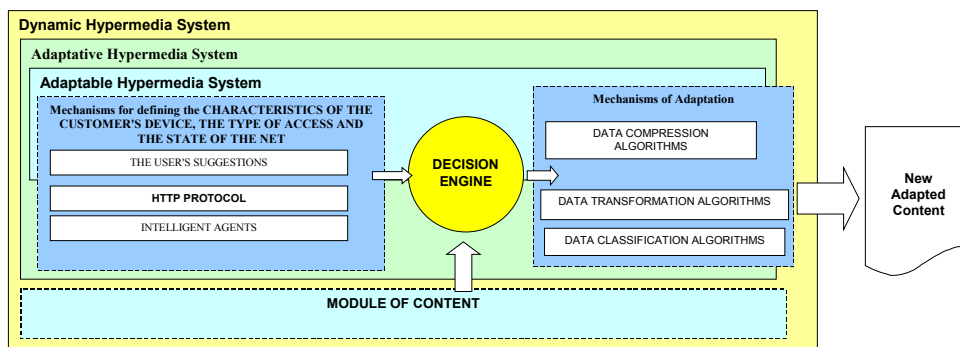 Dynamic Hypermedia System
Adaptative Hypermedia System
Adaptable Hypermedia System
Mechanisms for defining the CHARACTERISTICS OF THE
CUSTOMER'S DEVICE, THE TYPE OF ACCESS AND
THE STATE OF THE NET
THE USER'S SUGGESTIONS
HTTP PROTOCOL
INTELLIGENT AGENTS
DECISION
ENGINE
Mechanisms of Adaptation
DATA COMPRESSION
ALGORITHMS
DATA TRANSFORMATION ALGORITHMS
DATA CLASSIFICATION ALGORITHMS
New
Adapted
Content
MODULE OF CONTENT